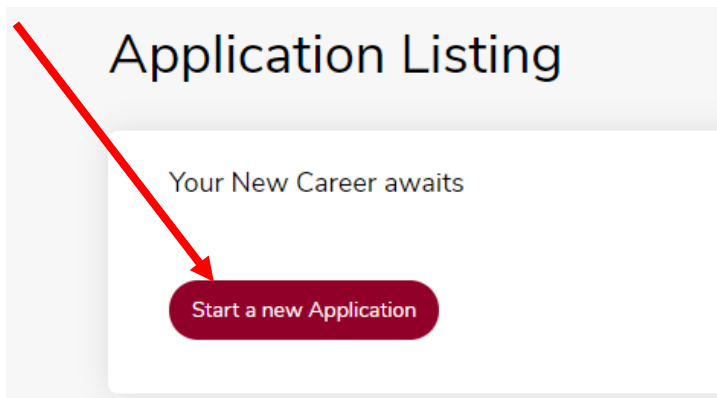 Application Listing
Your New Career awaits
Start a new Application